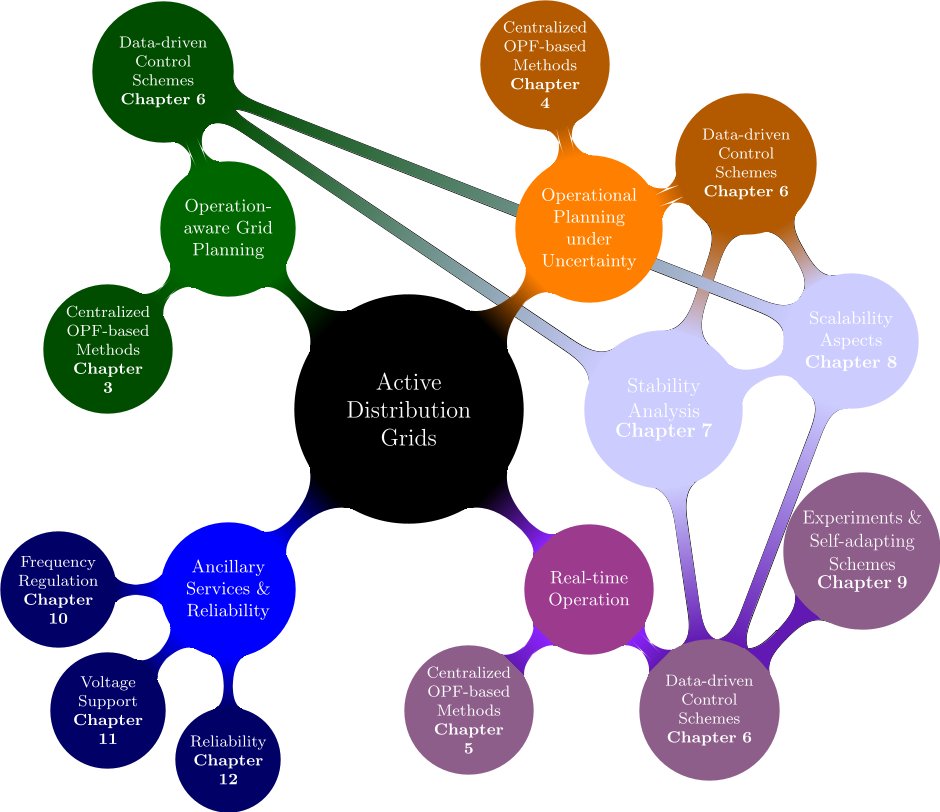 Data-driven
Control
Schemes
Chapter 6
Centralized
OPF-based
Methods
Chapter
4
Data-driven
Control
Schemes
Chapter 6
Operation-
aware Grid
Planning
Operational
Planning
under
Uncertainty
Centralized
OPF-based
Methods
Chapter
3
Scalability
Aspects
Chapter 8
Active
Distribution
Grids
Stability
Analysis
Chapter 7
Experiments &
Self-adapting
Schemes
Chapter 9
Frequency
Regulation
Chapter
10
Ancillary
Services &
Reliability
Real-time
Operation
Voltage
Support
Chapter
11
Centralized
OPF-based
Methods
Chapter
5
Data-driven
Control
Schemes
Chapter 6
Reliability
Chapter
12